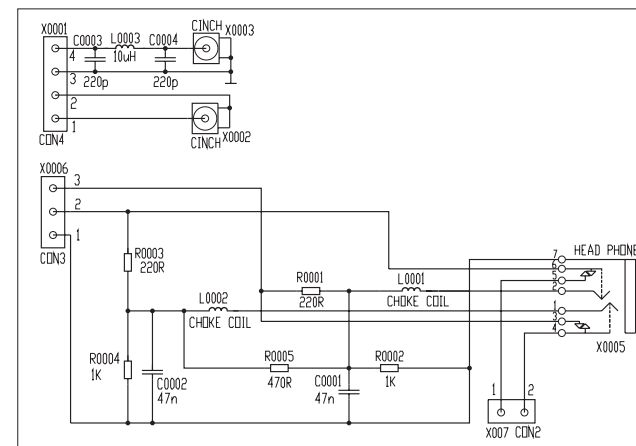 X0001
CINCH
X0003
C0003
L0003
C0004
4
10uH
3
220p
220p
2
1
CON4
CINCH
X0002
X0006
3
2
1
CON3
R0003
220R
7
HEAD PHONE
6
5
2
R0001
220R
L0001
CHOKE COIL
L0002
CHOKE COIL
1
3
4
X0005
R0004
1K
C0002
47n
R0005
470R
C0001
47n
R0002
1K
1
2
X007
CON2